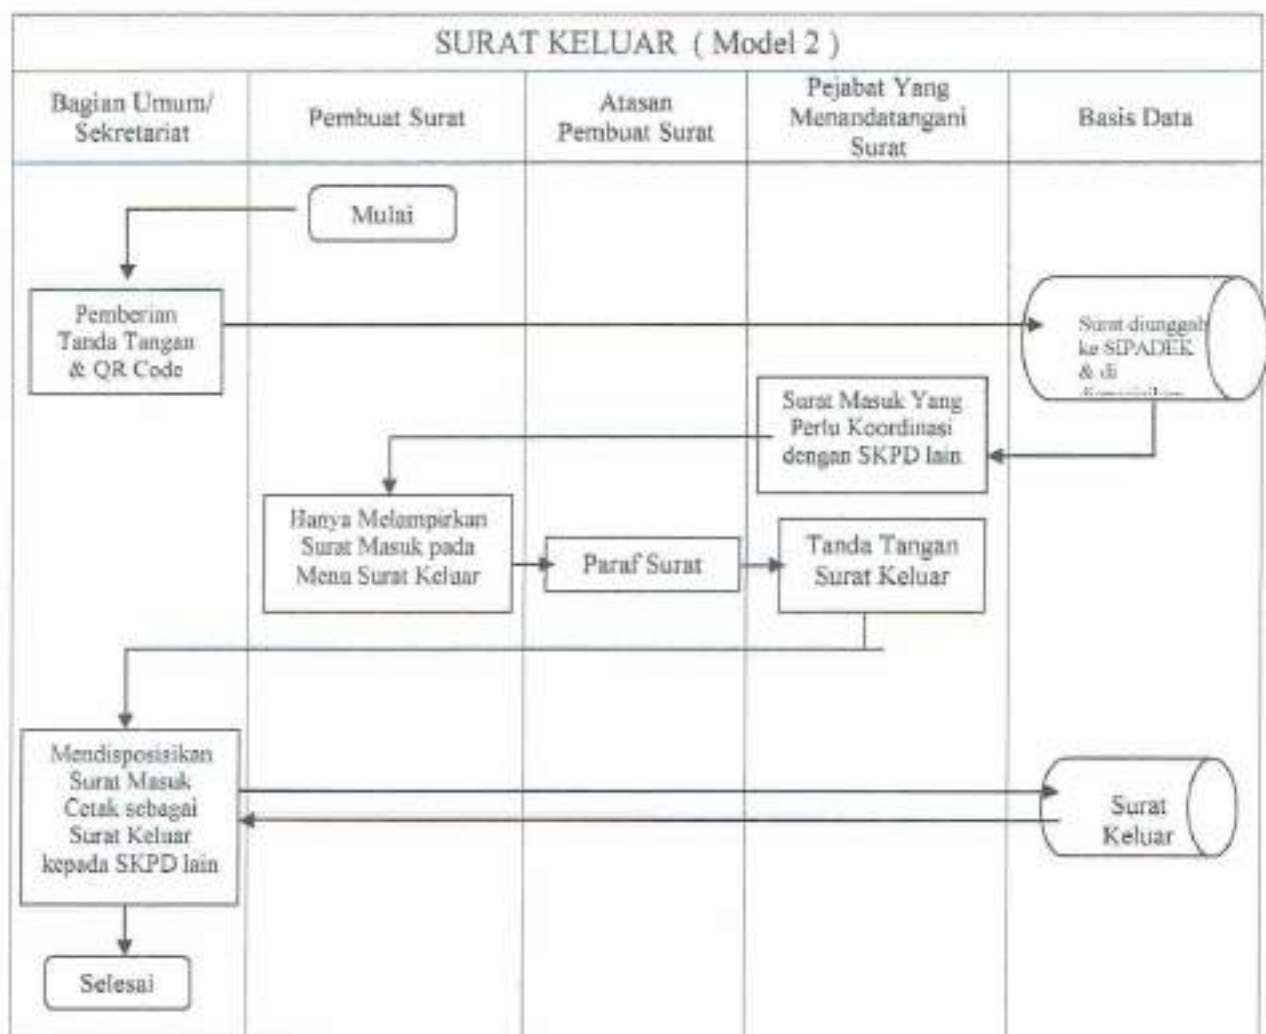 SURAT KELUAR ( Model 2 )
Bagian Umum/
Sekretariat
Pembuat Surat
Atasan
Pembuat Surat
Pejabat Yang
Menandatangani
Surat
Basis Data
Mulai
Pemberian
Tanda Tangan
& QR Code
Surat diunggah
ke SIPADEK
& di
Surat Masuk Yang
Perlu Koordinasi
dengan SKPD lain
Hanya Melampirkan
Surat Masuk pada
Menu Surat Keluar
Paraf Surat
Tanda Tangan
Surat Keluar
Mendisposisikan
Surat Masuk
Cetak sebagai
Surat Keluar
kepada SKPD lain
Surat
Keluar
Selesai